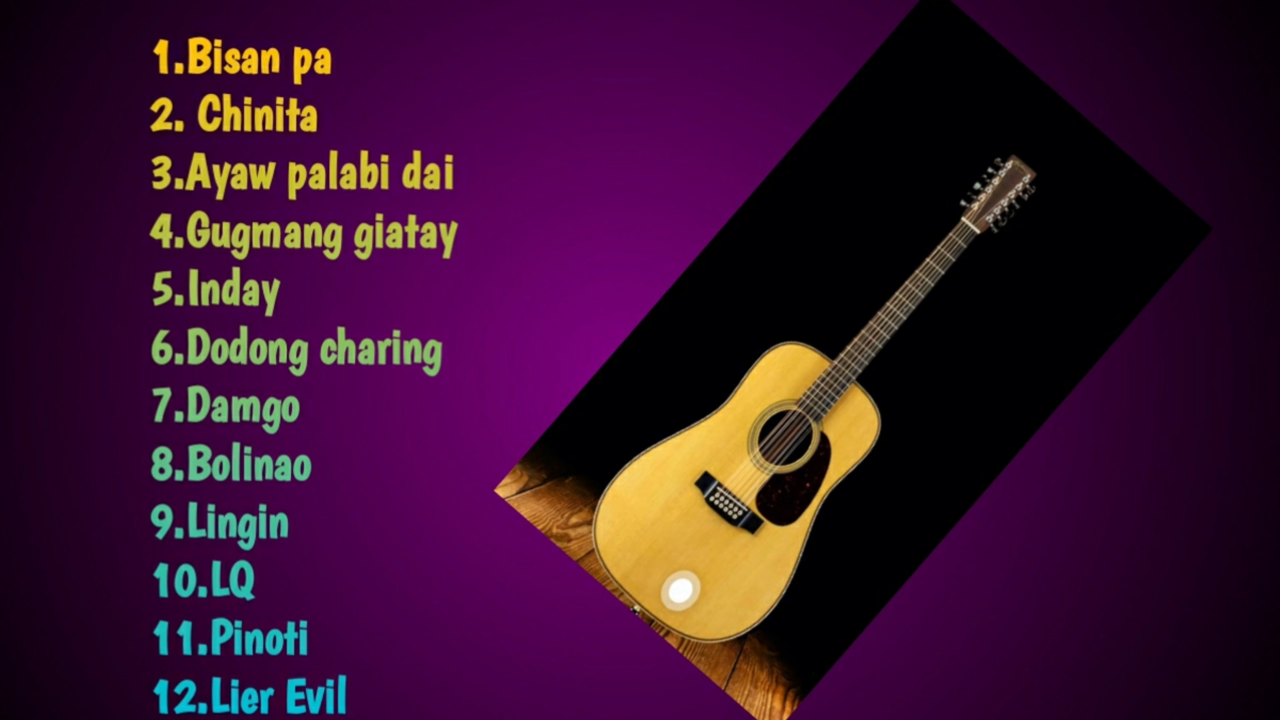 1.Bisan pa
2. Chinita
3.Ayaw palabi dai
4.Gugmang giatay
5.Inday
6.Dodong charing
7.Damgo
8.Bolinao
9.Lingin
10.LQ
11.Pinoti
12.Lier Evil